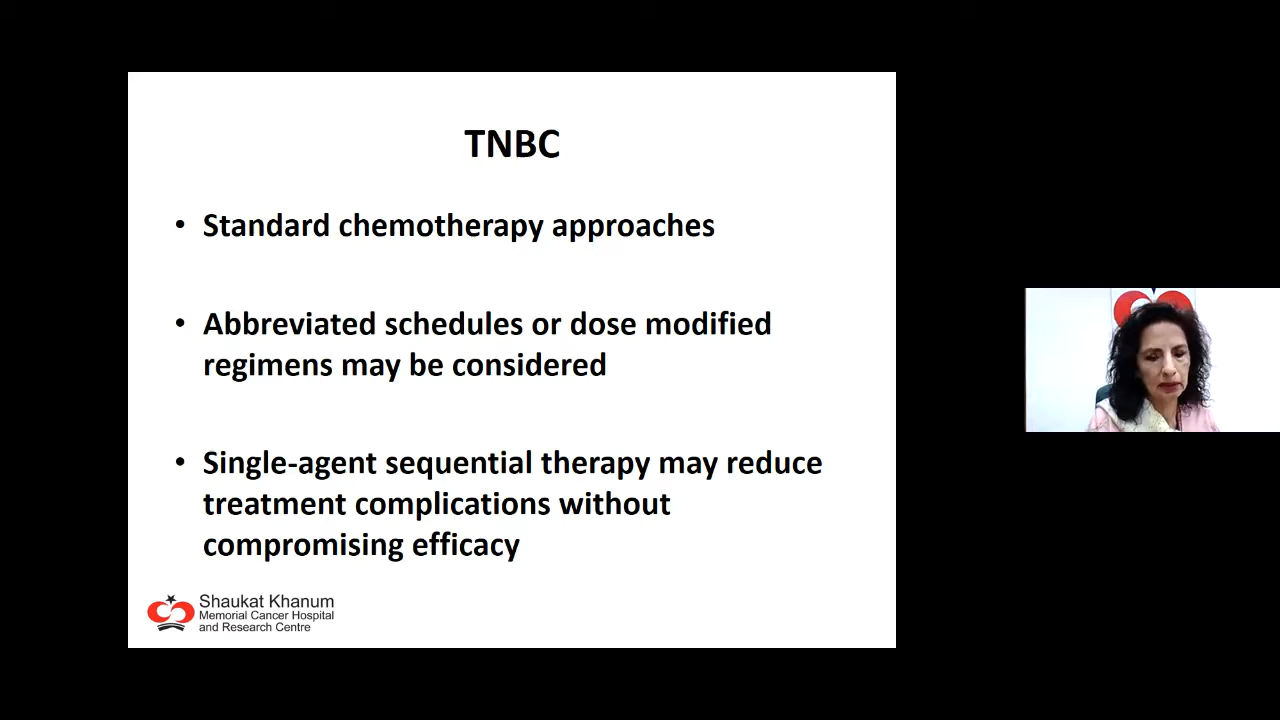 TNBC
• Standard chemotherapy approaches
• Abbreviated schedules or dose modified
regimens may be considered
• Single-agent sequential therapy may reduce
treatment complications without
compromising efficacy
Shaukat Khanum
Memorial Cancer Hospital
and Research Centre